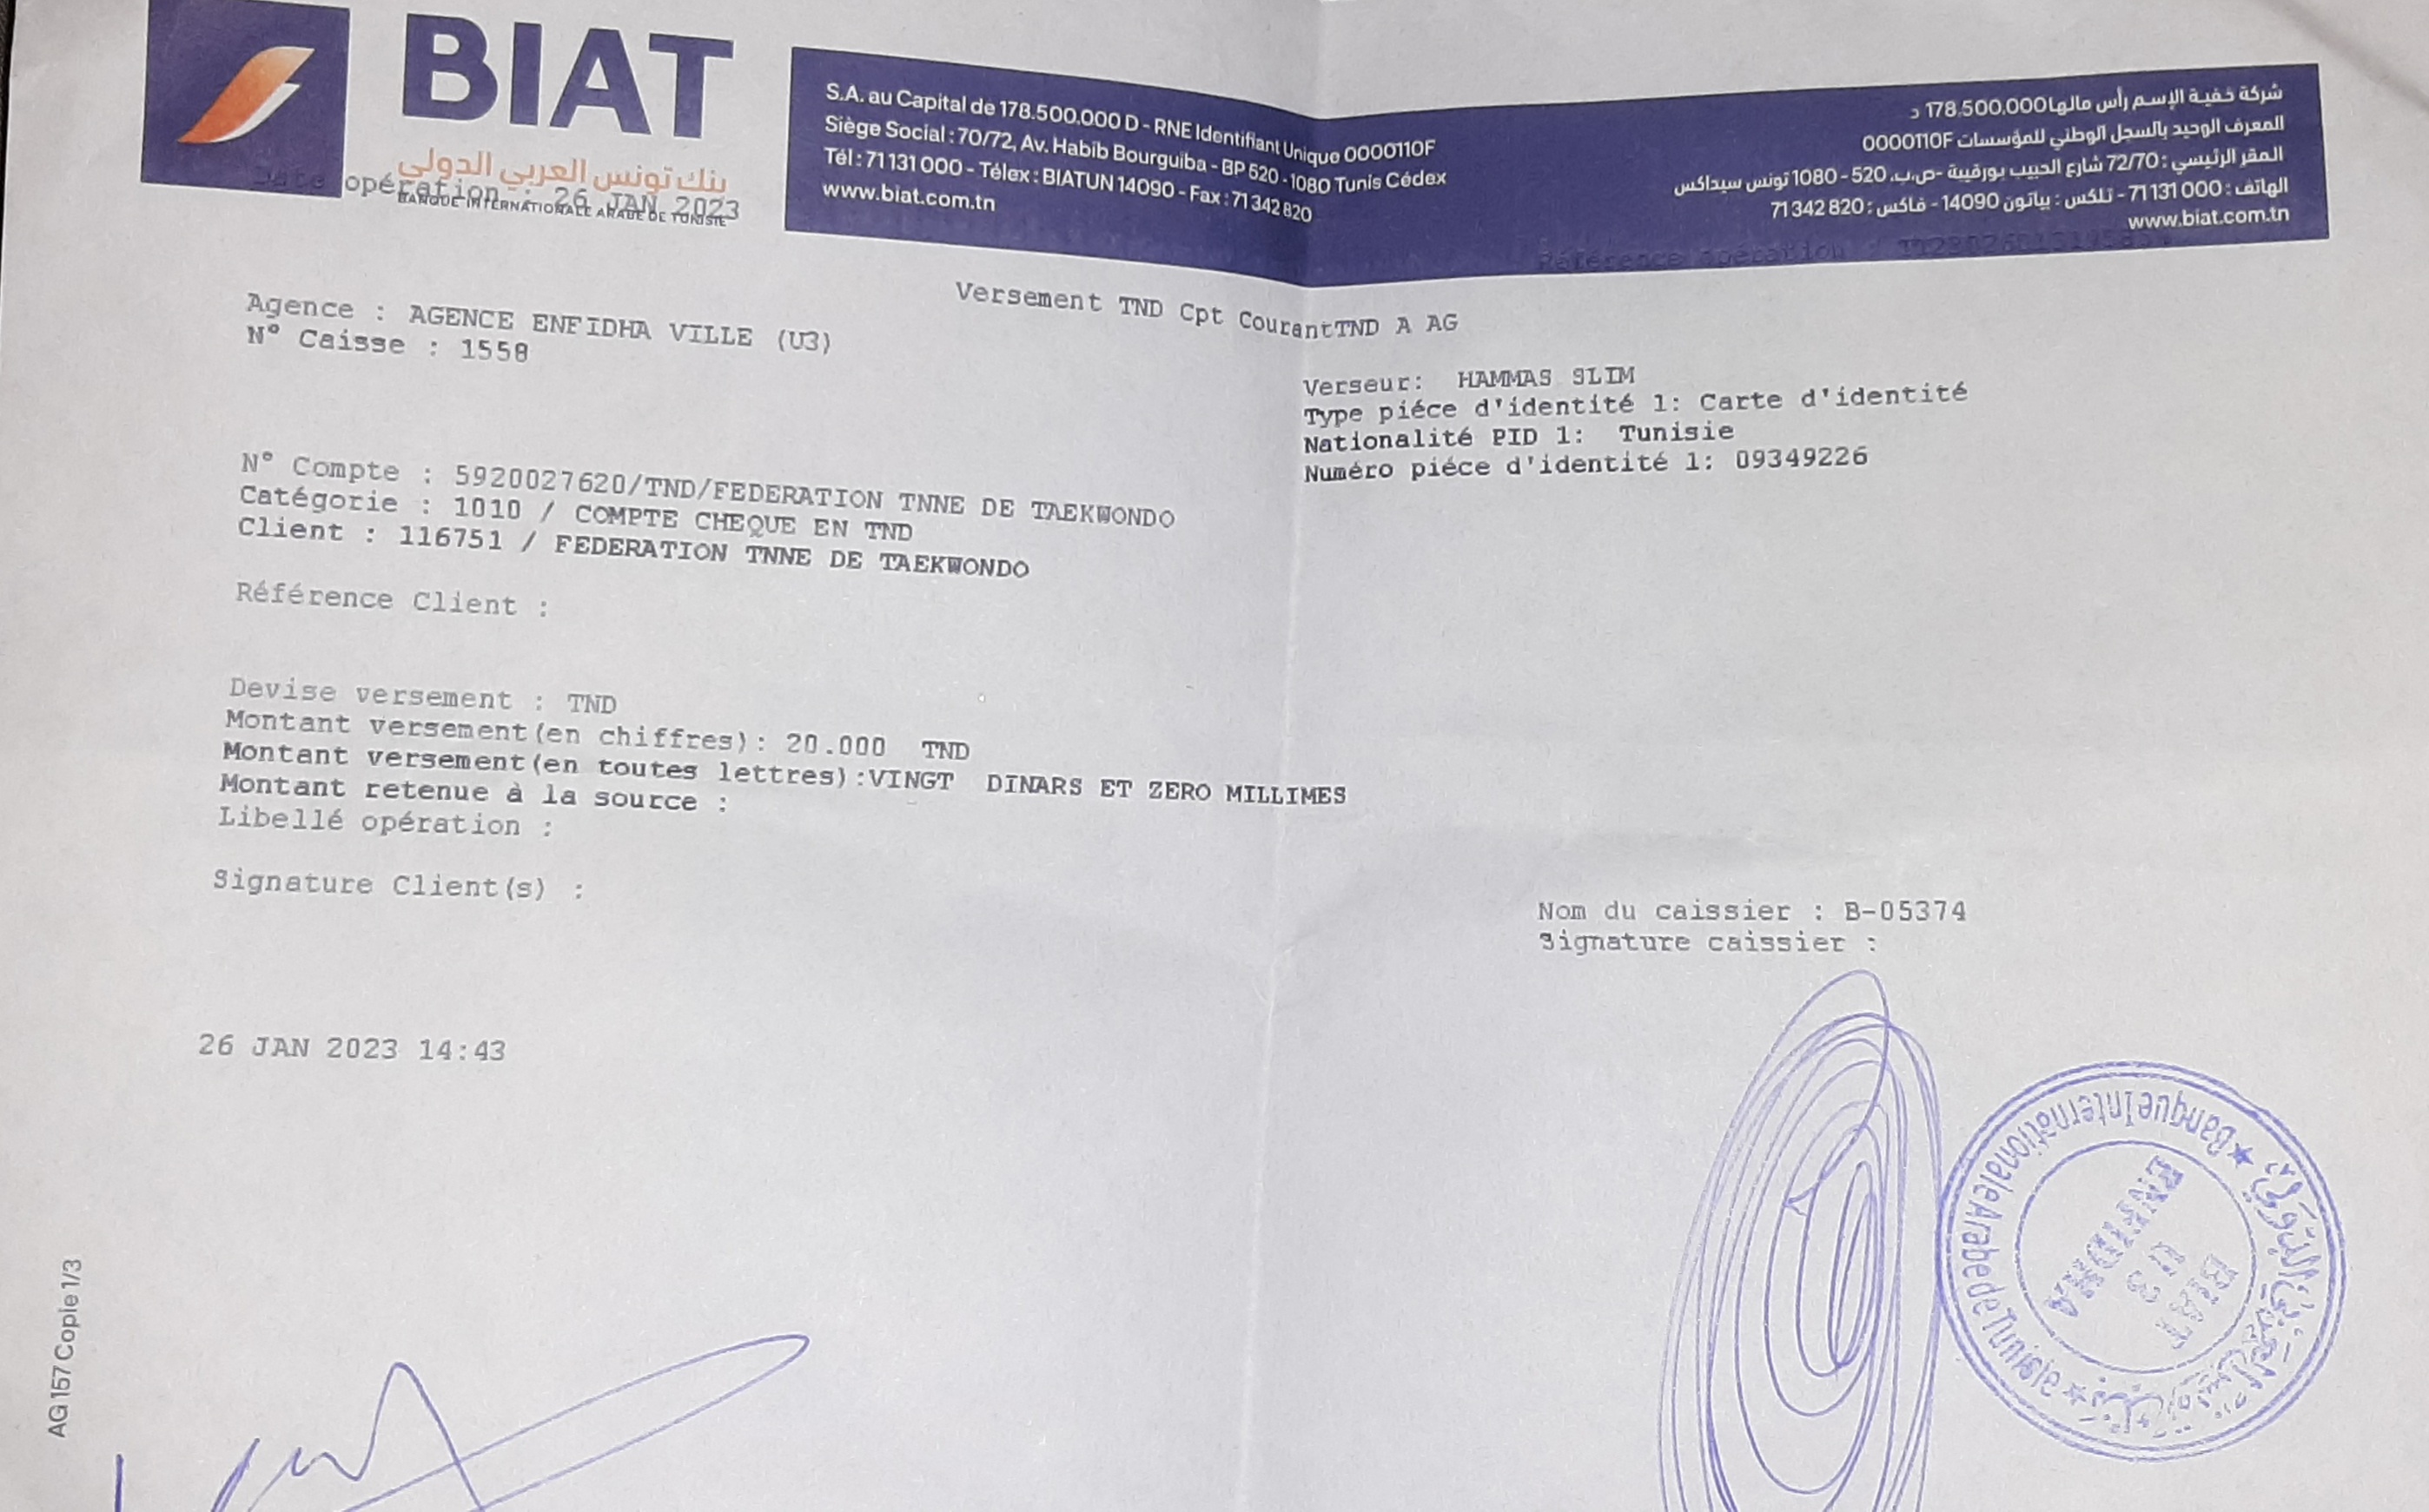 BIAT
بنك تونس العربي الدولي
BANQUE INTERNATIONALE ARABE DE TUNISIE
Date opération : 26 JAN 2023
S.A. au Capital de 178.500.000 D - RNE Identifiant Unique 0000110F
Siège Social : 70/72, Av. Habib Bourguiba - BP 520 - 1080 Tunis Cédex
Tél : 71 131 000 - Télex : BIATUN 14090 - Fax : 71 342 820
www.biat.com.tn
شركة خفية الإسم رأس مالها 178.500.000 د
المعرف الوحيد بالسجل الوطني للمؤسسات 0000110F
المقر الرئيسي : 72/70 شارع الحبيب بورقيبة -ص.ب. 520 - 1080 تونس سيداكس
الهاتف : 71 131 000 - تلكس : بياتون 14090 - فاكس : 820 342 71
www.biat.com.tn
Référence opération :
Versement TND Cpt CourantTND A AG
Agence : AGENCE ENFIDHA VILLE (U3)
N° Caisse : 1558
Verseur: HAMMAS SLIM
Type piéce d'identité 1: Carte d'identité
Nationalité PID 1: Tunisie
Numéro piéce d'identité 1: 09349226
N° Compte : 5920027620/TND/FEDERATION TNNE DE TAEKWONDO
Catégorie : 1010 / COMPTE CHEQUE EN TND
Client : 116751 / FEDERATION TNNE DE TAEKWONDO
Référence Client :
Devise versement : TND
Montant versement(en chiffres): 20.000 TND
Montant versement(en toutes lettres):VINGT DINARS ET ZERO MILLIMES
Montant retenue à la source :
Libellé opération :
Signature Client(s) :
Nom du caissier : B-05374
Signature caissier :
26 JAN 2023 14:43
★ Banque Internationale Arabe de Tunisie ★
بنك تونس العربي الدولي
BIAT
U 3
ENFIDHA
AG 157 Copie 1/3